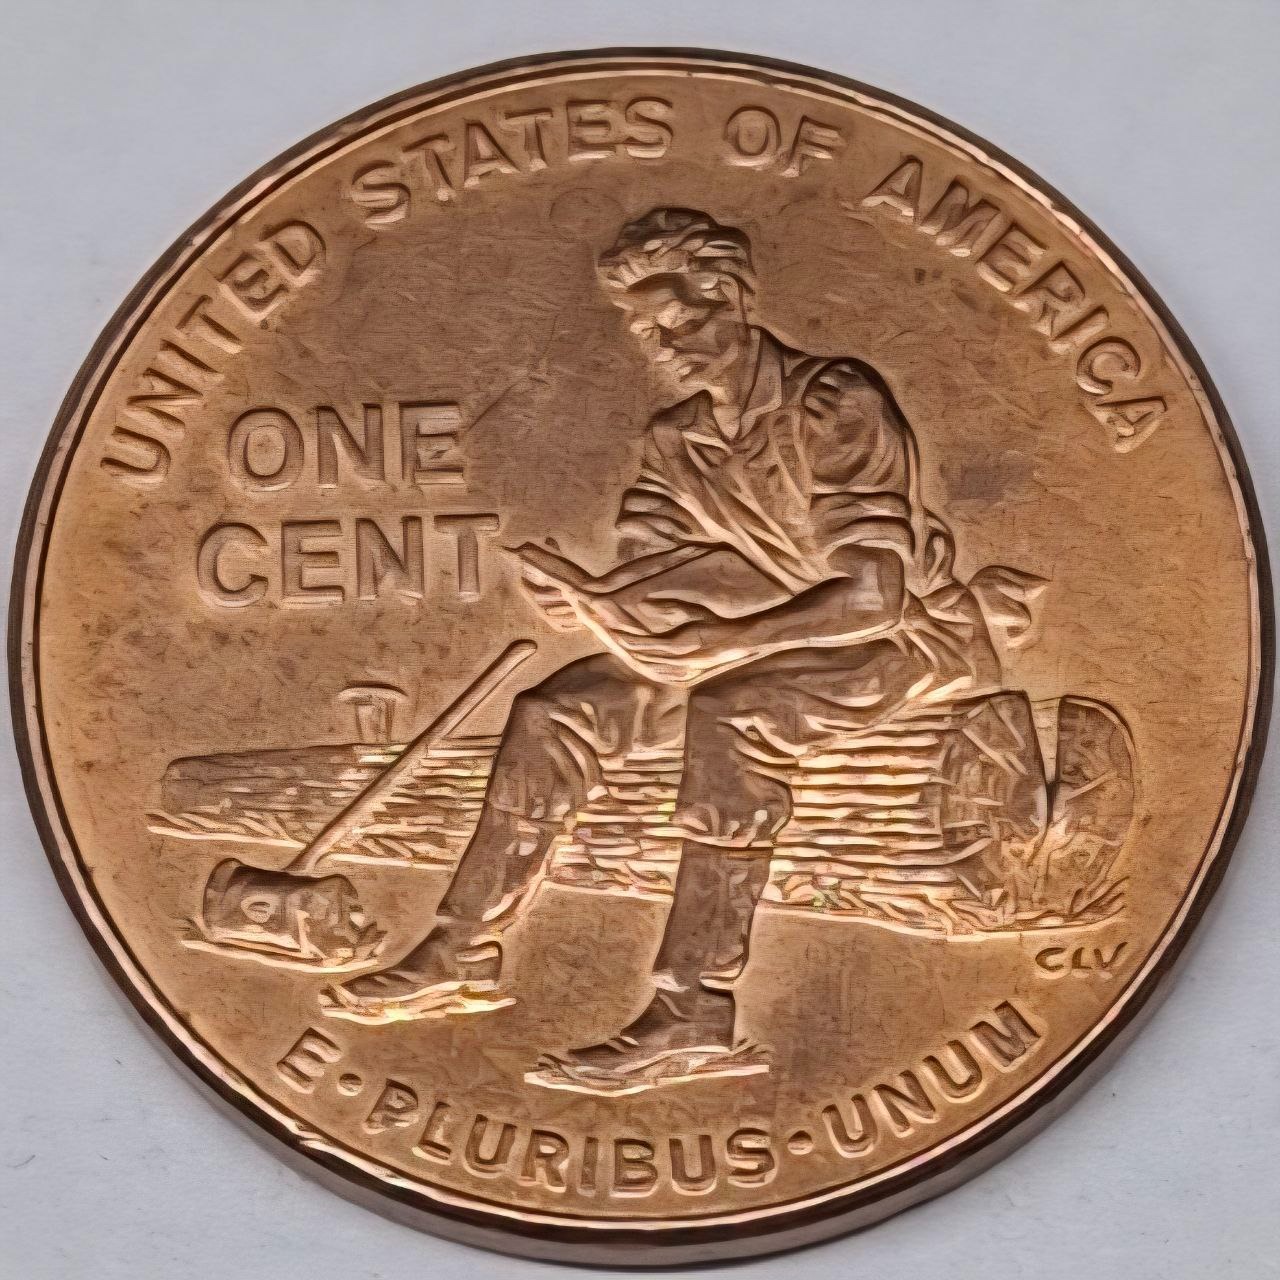 UNITED STATES OF AMERICA
ONE
CENT
CLV
E·PLURIBUS·UNUM